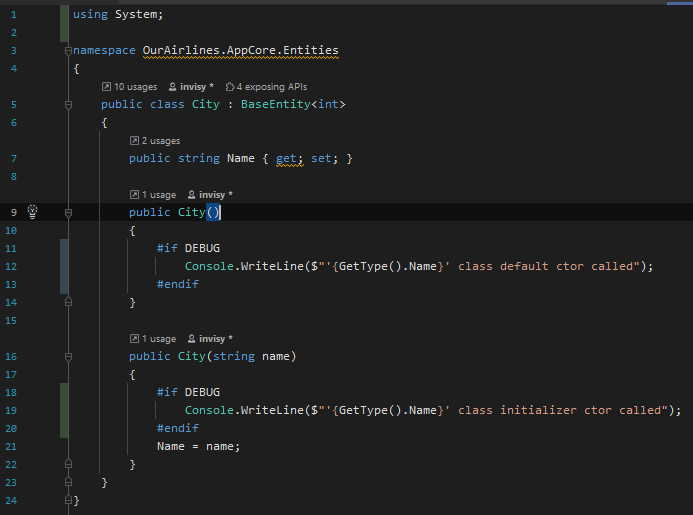 1 using System;
2
3 namespace OurAirlines.AppCore.Entities
4 {
10 usages invisy * 4 exposing APIs
5 public class City : BaseEntity<int>
6 {
2 usages
7 public string Name { get; set; }
8
1 usage invisy *
9 public City()
10 {
11 #if DEBUG
12 Console.WriteLine($"'{GetType().Name}' class default ctor called");
13 #endif
14 }
15
1 usage invisy *
16 public City(string name)
17 {
18 #if DEBUG
19 Console.WriteLine($"'{GetType().Name}' class initializer ctor called");
20 #endif
21 Name = name;
22 }
23 }
24 }